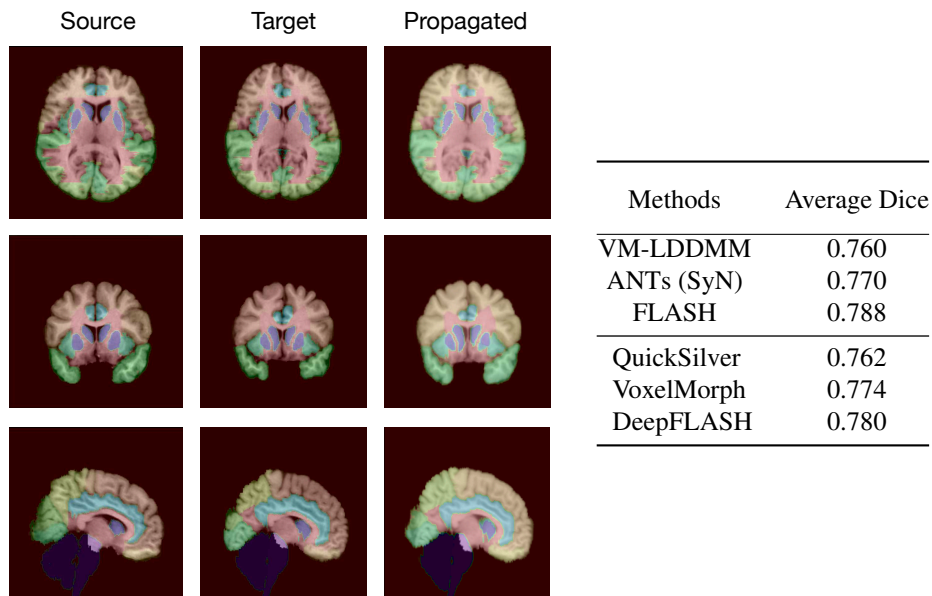 Source Target Propagated
Methods Average Dice
VM-LDDMM 0.760
ANTs (SyN) 0.770
FLASH 0.788
QuickSilver 0.762
VoxelMorph 0.774
DeepFLASH 0.780